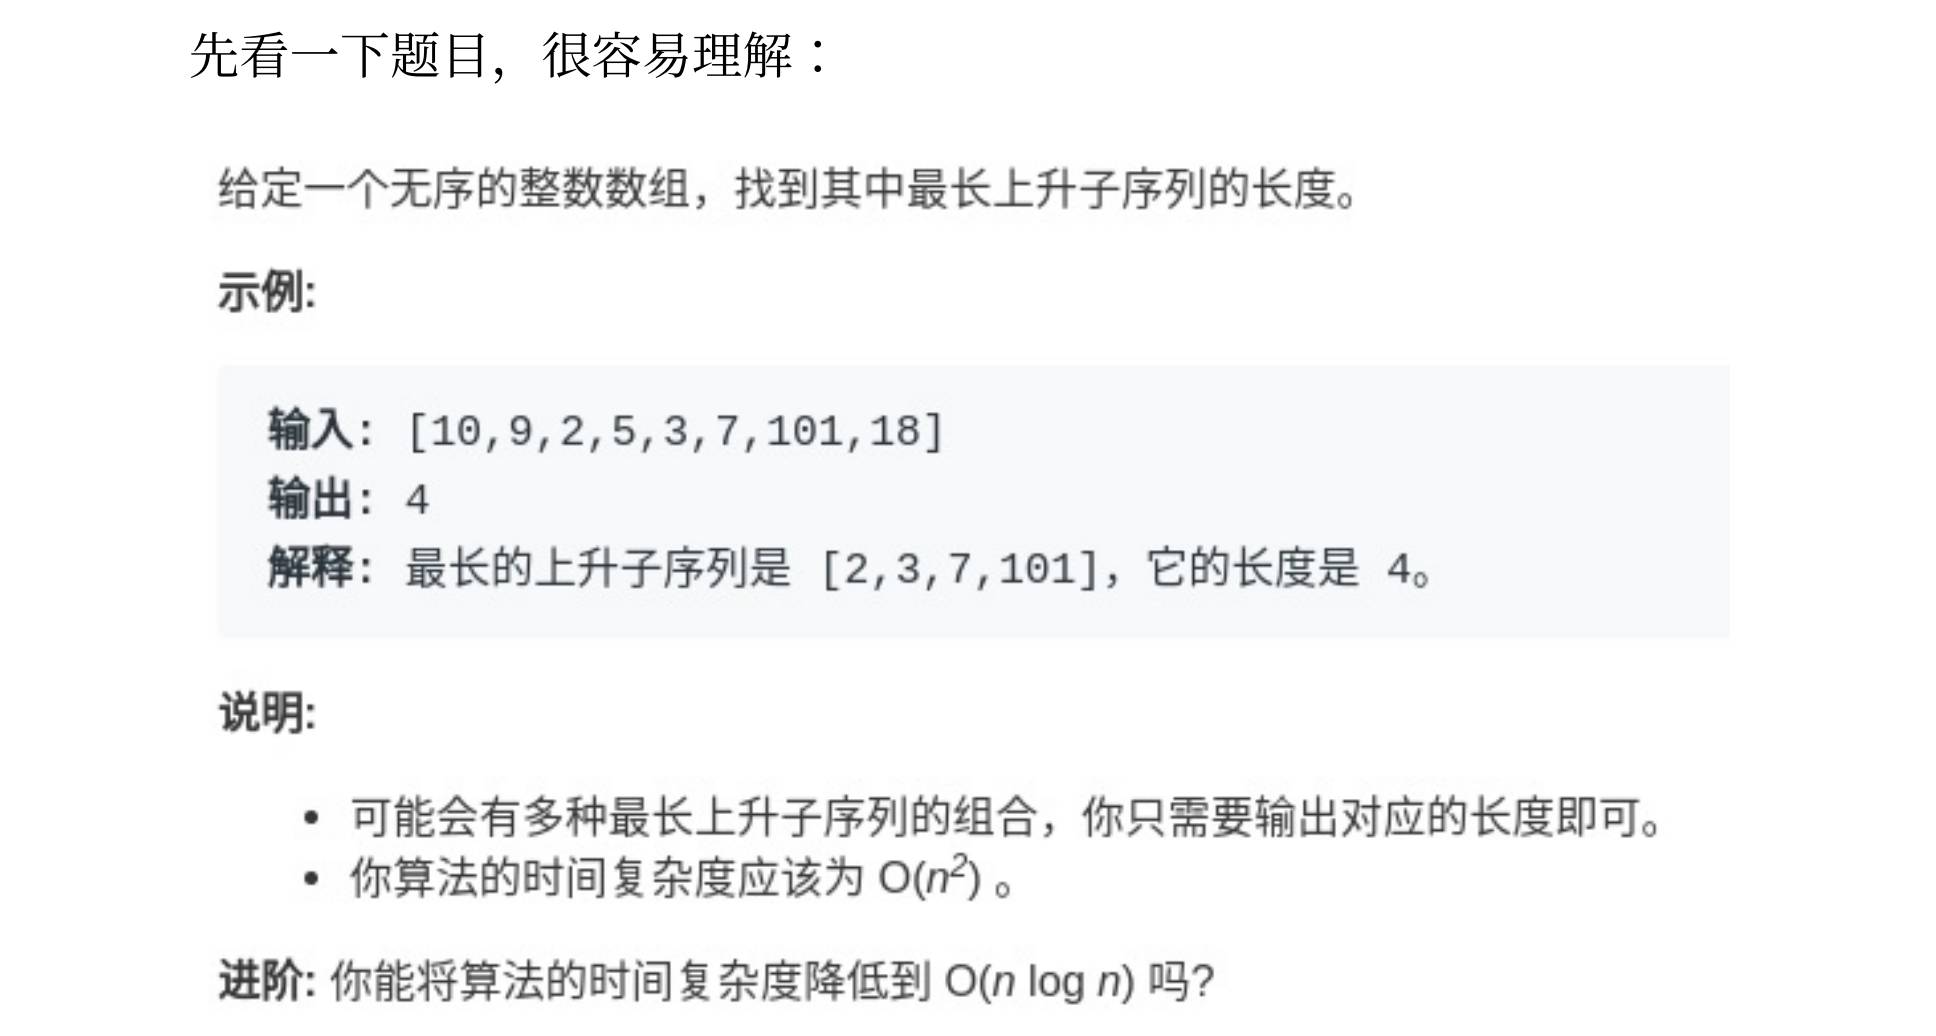 先看一下题目，很容易理解：
给定一个无序的整数数组，找到其中最长上升子序列的长度。
示例:
输入: [10,9,2,5,3,7,101,18]
输出: 4
解释: 最长的上升子序列是 [2,3,7,101]，它的长度是 4。
说明:
• 可能会有多种最长上升子序列的组合，你只需要输出对应的长度即可。
• 你算法的时间复杂度应该为 O(n²) 。
进阶: 你能将算法的时间复杂度降低到 O(n log n) 吗?